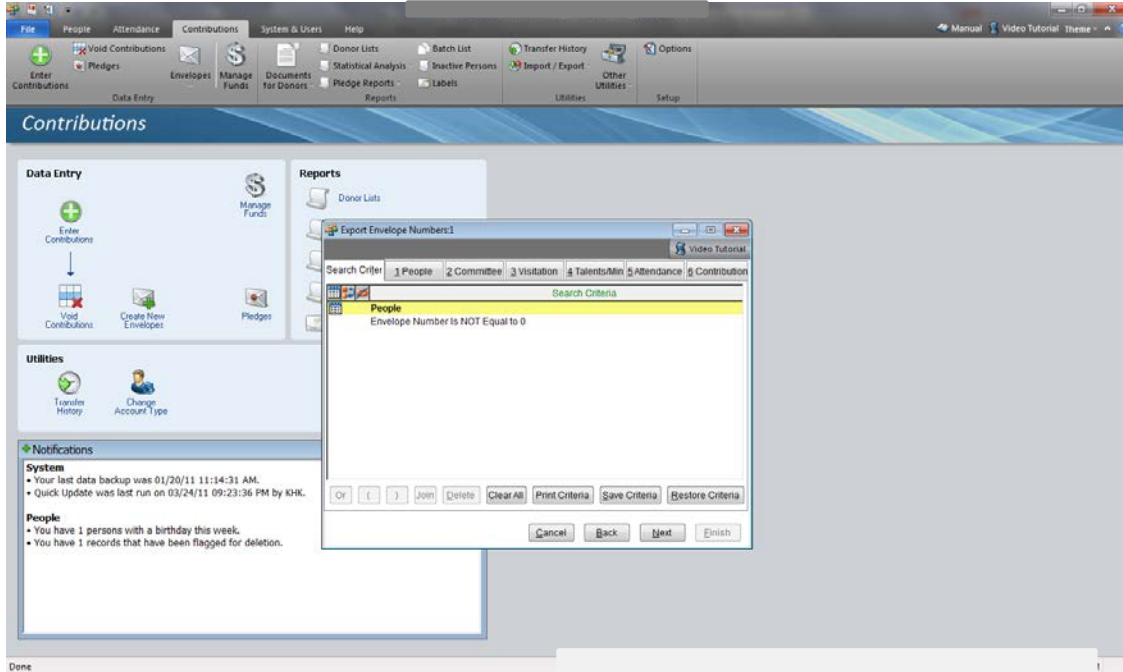 File People Attendance Contributions System & Users Help Manual Video Tutorial Theme
Enter Contributions
Void Contributions
Pledges
Envelopes
Manage Funds
Documents for Donors
Donor Lists
Statistical Analysis
Pledge Reports
Batch List
Inactive Persons
Labels
Transfer History
Import / Export
Other Utilities
Options
Data Entry Reports Utilities Setup
Contributions
Data Entry
Enter
Contributions
Manage
Funds
Void
Contributions
Create New
Envelopes
Pledges
Reports
Donor Lists
Utilities
Transfer
History
Change
Account Type
Notifications
System
• Your last data backup was 01/20/11 11:14:31 AM.
• Quick Update was last run on 03/24/11 09:23:36 PM by KHK.
People
• You have 1 persons with a birthday this week.
• You have 1 records that have been flagged for deletion.
Export Envelope Numbers:1
Video Tutorial
Search Criter 1 People 2 Committee 3 Visitation 4 Talents/Min 5 Attendance 6 Contribution
Search Criteria
People
Envelope Number Is NOT Equal to 0
Or ( ) Join Delete Clear All Print Criteria Save Criteria Restore Criteria
Cancel Back Next Finish
Done